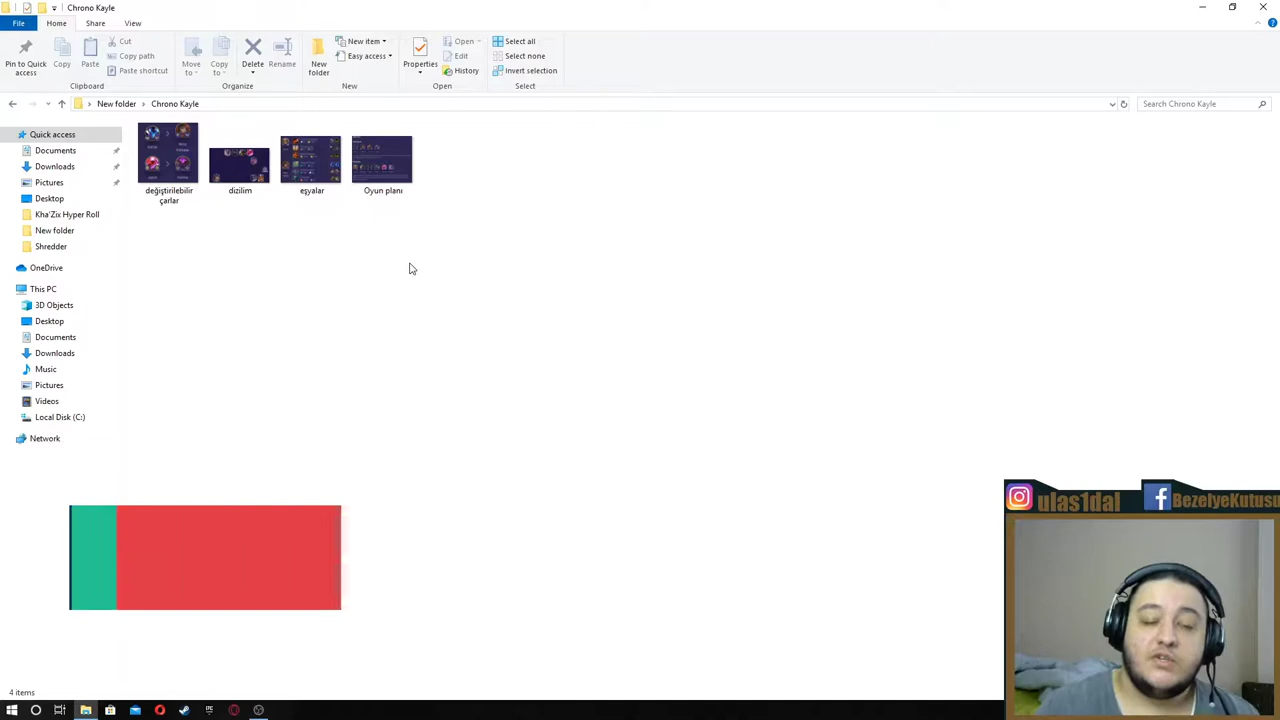 Chrono Kayle
File
Home
Share
View
Pin to Quick
access
Copy
Paste
Cut
Copy path
Paste shortcut
Clipboard
Move
to
Copy
to
Delete
Rename
Organize
New
folder
New item
Easy access
New
Properties
Open
Edit
History
Open
Select all
Select none
Invert selection
Select
New folder
Chrono Kayle
Search Chrono Kayle
Quick access
Documents
Downloads
Pictures
Desktop
Kha'Zix Hyper Roll
New folder
Shredder
OneDrive
This PC
3D Objects
Desktop
Documents
Downloads
Music
Pictures
Videos
Local Disk (C:)
Network
değiştirilebilir
çarlar
dizilim
eşyalar
Oyun planı
ulas1dal
BezelyeKutusu
4 items